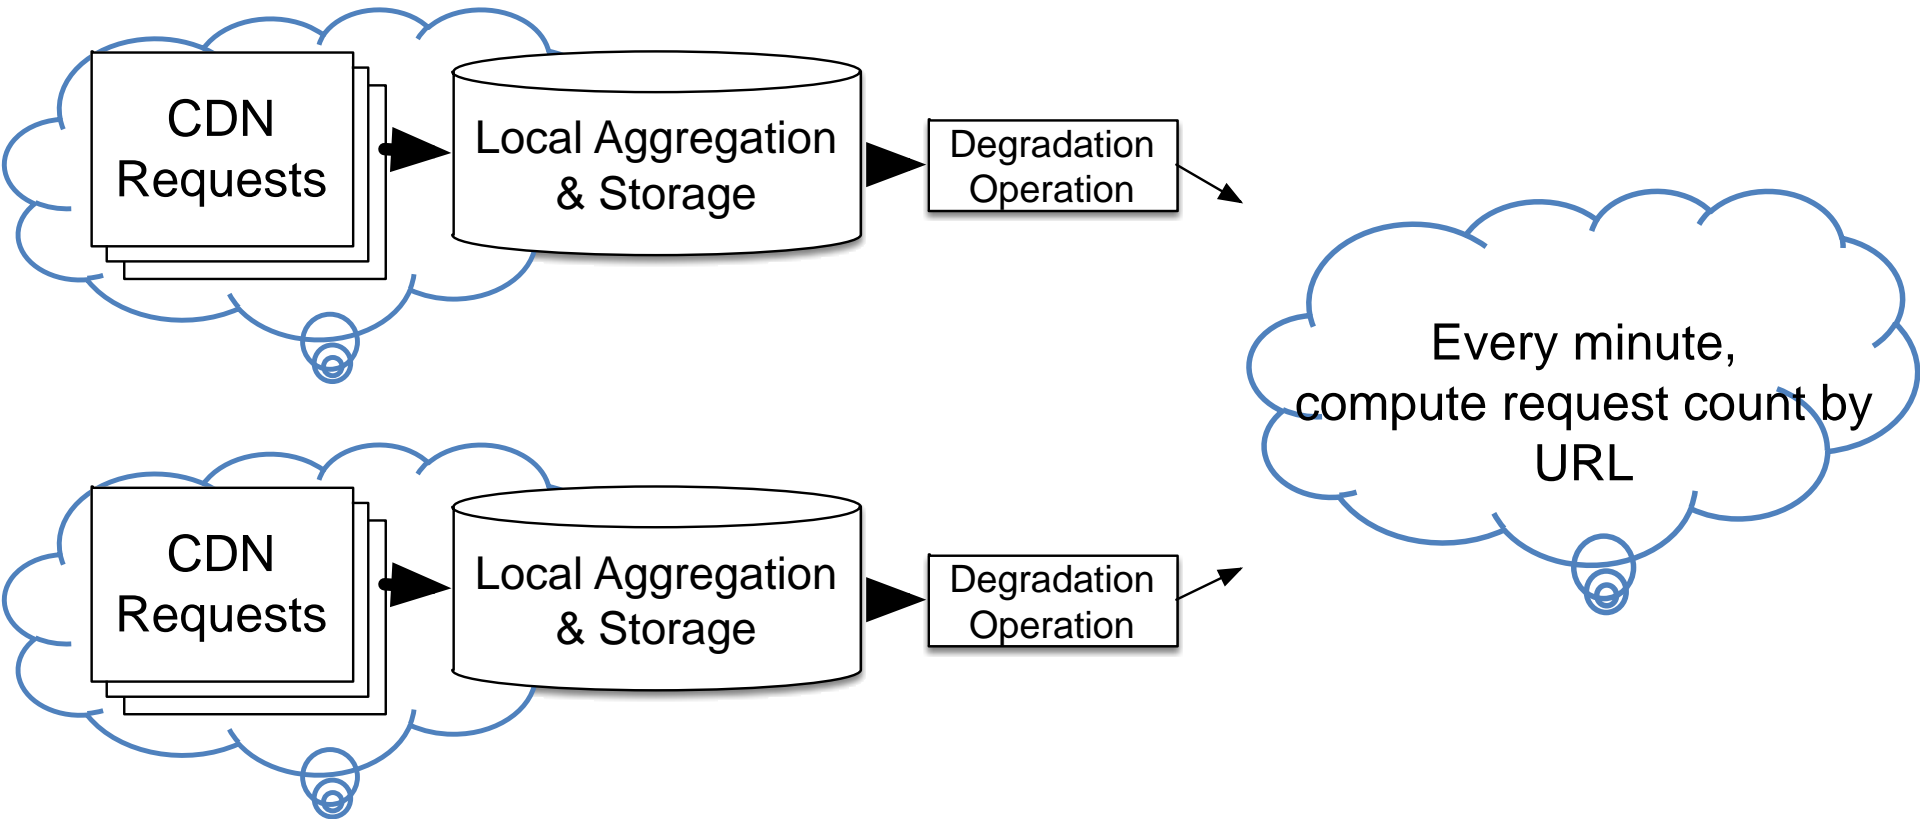 CDN
Requests
Local Aggregation
& Storage
Degradation
Operation
Every minute,
compute request count by
URL
CDN
Requests
Local Aggregation
& Storage
Degradation
Operation